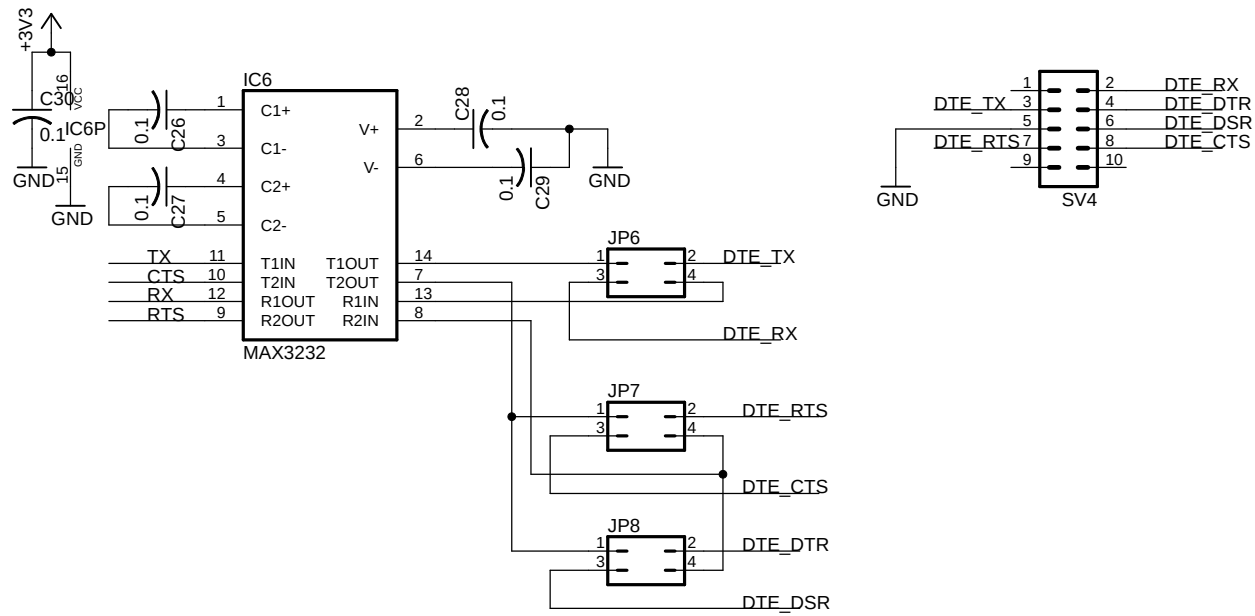 +3V3
C30
0.1
GND
16
VCC
IC6P
GND
15
GND
0.1
C26
0.1
C27
IC6
1
C1+
3
C1-
4
C2+
5
C2-
TX
11
T1IN
CTS
10
T2IN
RX
12
R1OUT
RTS
9
R2OUT
V+
2
V-
6
T1OUT
14
T2OUT
7
R1IN
13
R2IN
8
MAX3232
C28
0.1
0.1
C29
GND
JP6
1
2
DTE_TX
3
4
DTE_RX
JP7
1
2
DTE_RTS
3
4
DTE_CTS
JP8
1
2
DTE_DTR
3
4
DTE_DSR
1
2
DTE_RX
DTE_TX
3
4
DTE_DTR
5
6
DTE_DSR
DTE_RTS
7
8
DTE_CTS
9
10
GND
SV4